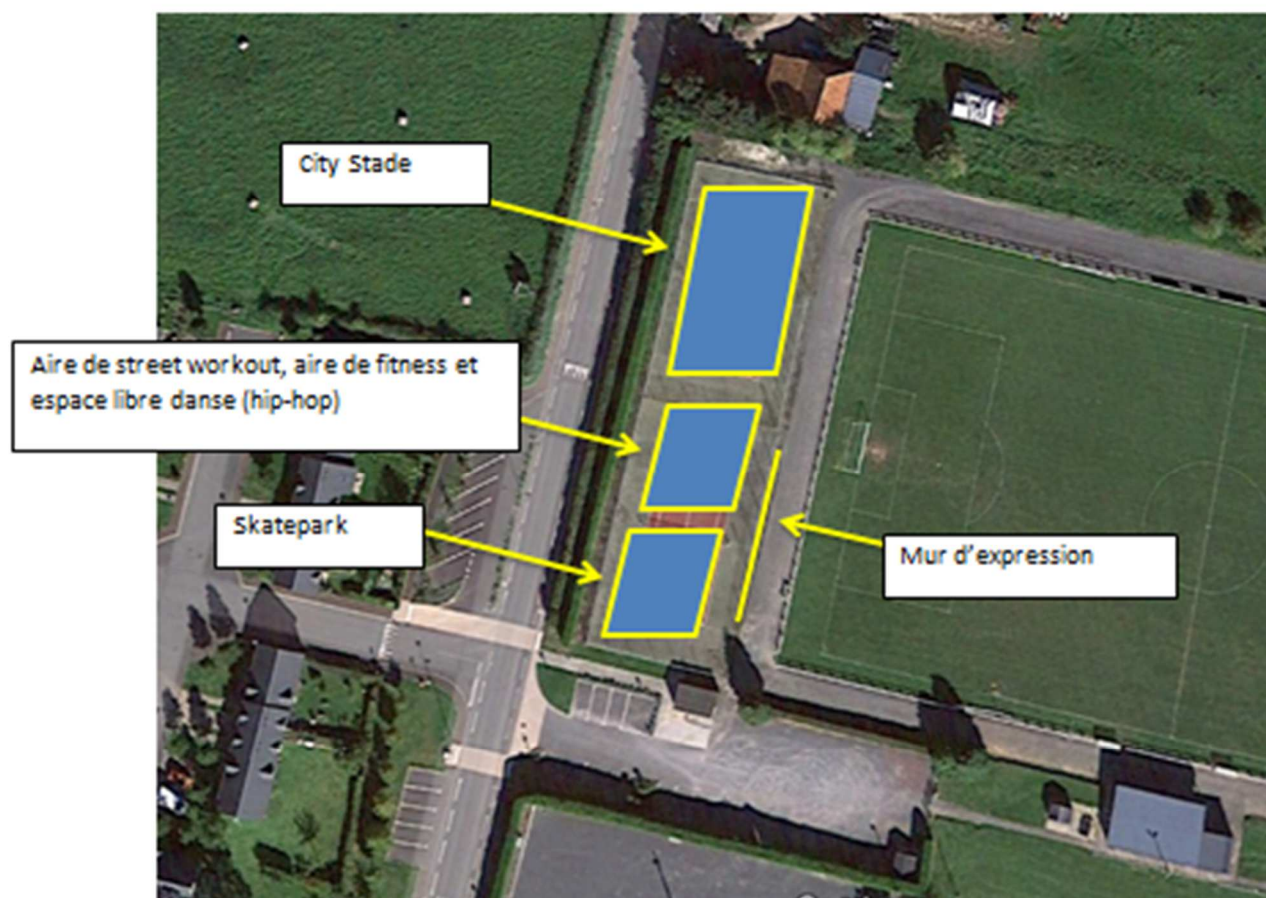 City Stade
Aire de street workout, aire de fitness et
espace libre danse (hip-hop)
Skatepark
Mur d'expression